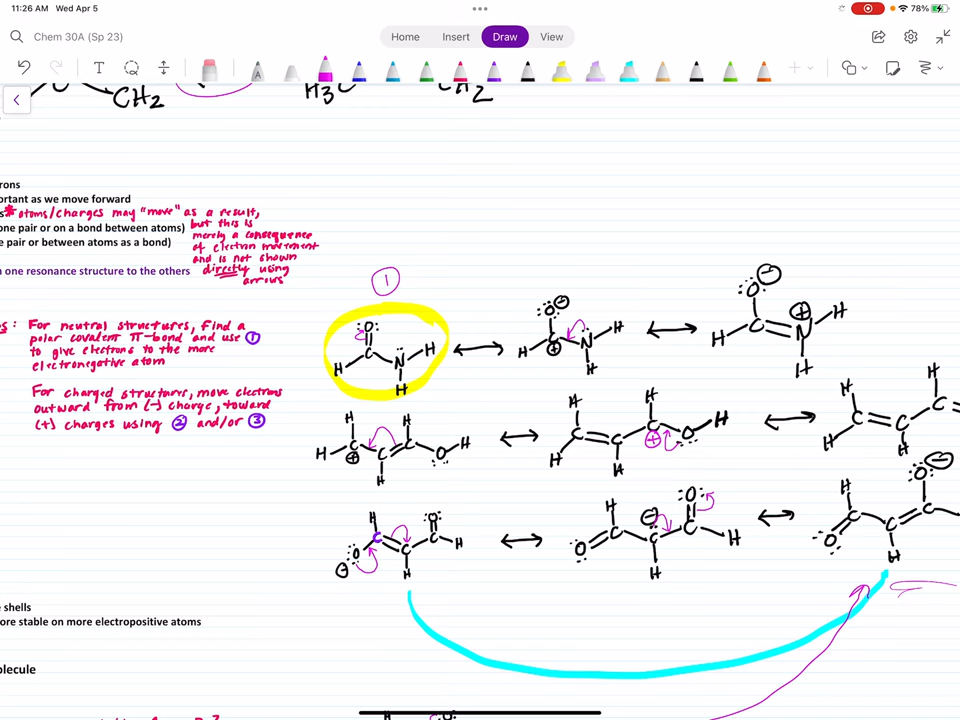 11:26 AM Wed Apr 5
78%
Chem 30A (Sp 23)
Home Insert Draw View
CH2 H3C CH2
rons
ortant as we move forward
s * atoms/charges may "move" as a result,
one pair or on a bond between atoms) but this is
merely a consequence
e pair or between atoms as a bond) of electron movement
and is not shown
n one resonance structure to the others directly using
arrows
1
s: For neutral structures, find a
polar covalent π-bond and use ①
to give electrons to the more
electronegative atom
For charged structures, move electrons
outward from (-) charge, toward
(+) charges using ② and/or ③
:O: H C N̈ H H ↔ :Ö: ⊖ H C ⊕ N̈ H H ↔ :Ö: ⊖ H C N ⊕ H H
H H C ⊕ C H C H Ö H ↔ H C H C H C H ⊕ Ö H ↔ H C H C H C H
⊖ :Ö C H C H C :O: H ↔ :O C H ⊖ C H C :O: H ↔ :O C H C H C :O: ⊖
e shells
ore stable on more electropositive atoms
olecule